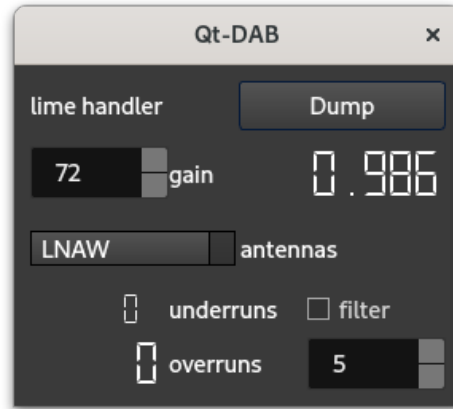 Qt-DAB ×
lime handler Dump
72 gain 0.986
LNAW antennas
0 underruns filter
0 overruns 5